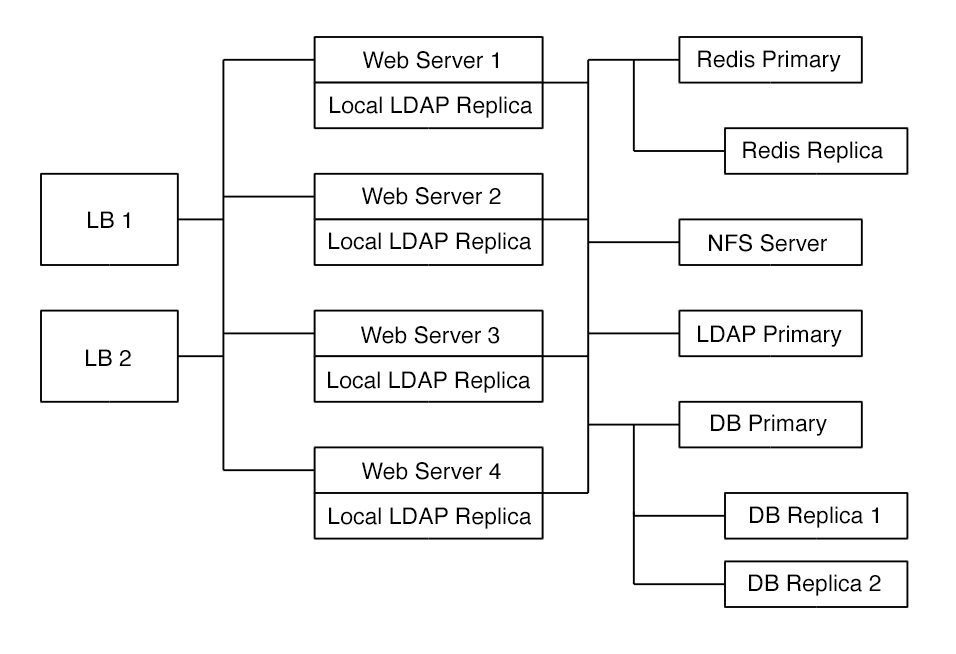 LB 1
LB 2
Web Server 1
Local LDAP Replica
Web Server 2
Local LDAP Replica
Web Server 3
Local LDAP Replica
Web Server 4
Local LDAP Replica
Redis Primary
Redis Replica
NFS Server
LDAP Primary
DB Primary
DB Replica 1
DB Replica 2